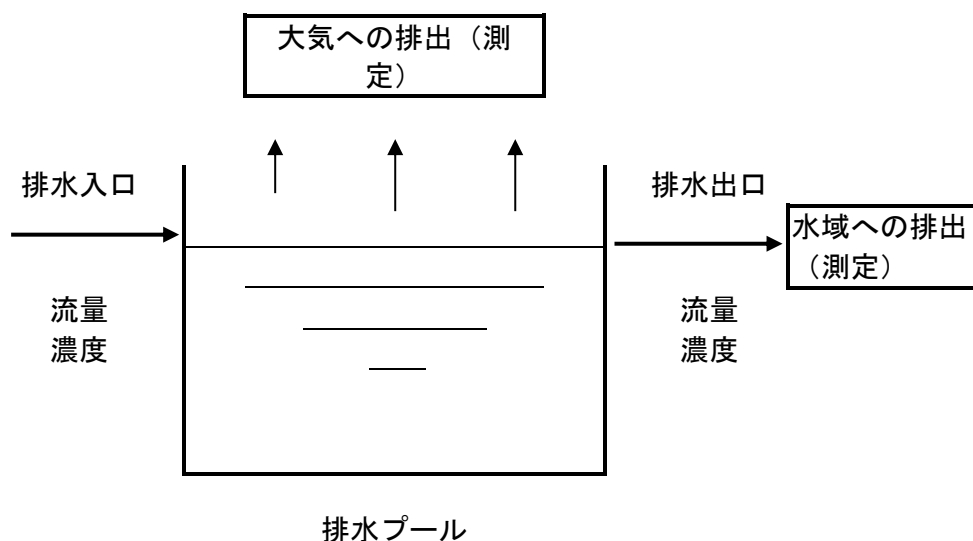 大気への排出（測
定）
排水入口
排水出口
水域への排出
（測定）
流量
濃度
流量
濃度
排水プール